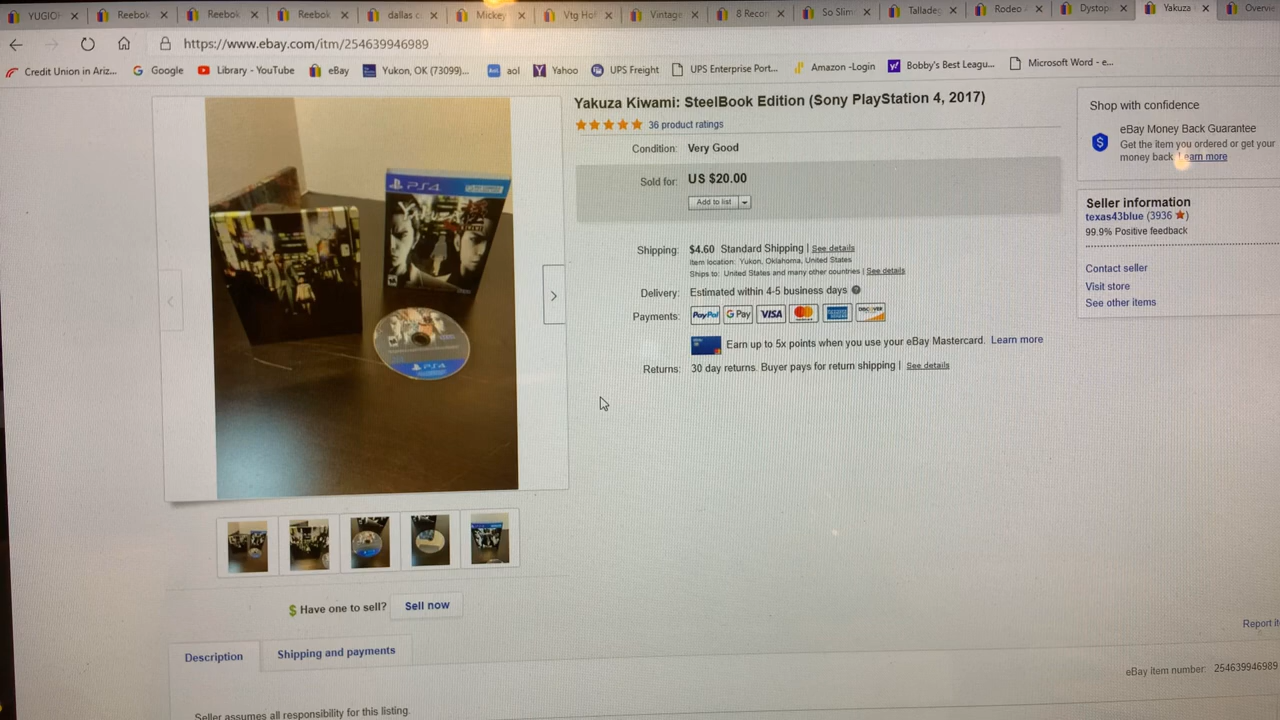 YUGIOH
Reebok
Reebok
Reebok
dallas c
Mickey
Vtg Ho
Vintage
8 Recor
So Slim
Tallade
Rodeo
Dystop
Yakuza
Overvie
https://www.ebay.com/itm/254639946989
Credit Union in Ariz...
Google
Library - YouTube
eBay
Yukon, OK (73099)...
aol
Yahoo
UPS Freight
UPS Enterprise Port...
Amazon -Login
Bobby's Best Leagu...
Microsoft Word - e...
Yakuza Kiwami: SteelBook Edition (Sony PlayStation 4, 2017)
36 product ratings
Condition: Very Good
Sold for: US $20.00
Add to list
Shipping: $4.60 Standard Shipping | See details
Item location: Yukon, Oklahoma, United States
Ships to: United States and many other countries | See details
Delivery: Estimated within 4-5 business days
Payments: PayPal G Pay VISA DISCOVER
Earn up to 5x points when you use your eBay Mastercard. Learn more
Returns: 30 day returns. Buyer pays for return shipping | See details
Shop with confidence
eBay Money Back Guarantee
Get the item you ordered or get your
money back. Learn more
Seller information
texas43blue (3936 )
99.9% Positive feedback
Contact seller
Visit store
See other items
PS4
PS4
$ Have one to sell? Sell now
Report it
Description
Shipping and payments
eBay item number: 254639946989
Seller assumes all responsibility for this listing.